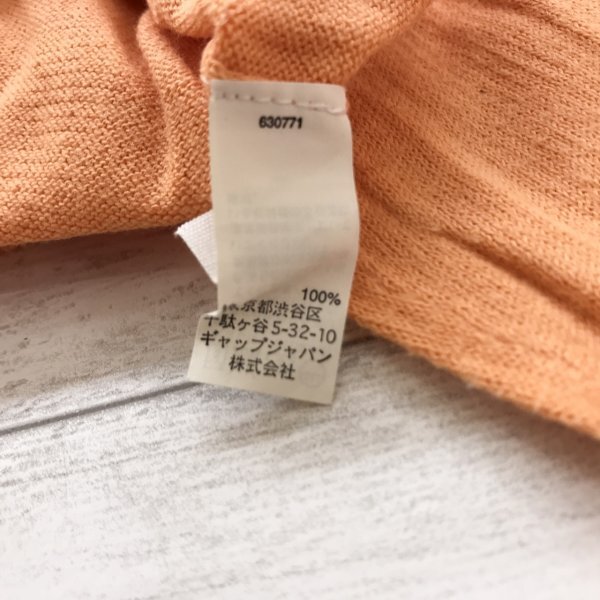 630771
100%
東京都渋谷区
千駄ヶ谷5-32-10
ギャップジャパン
株式会社